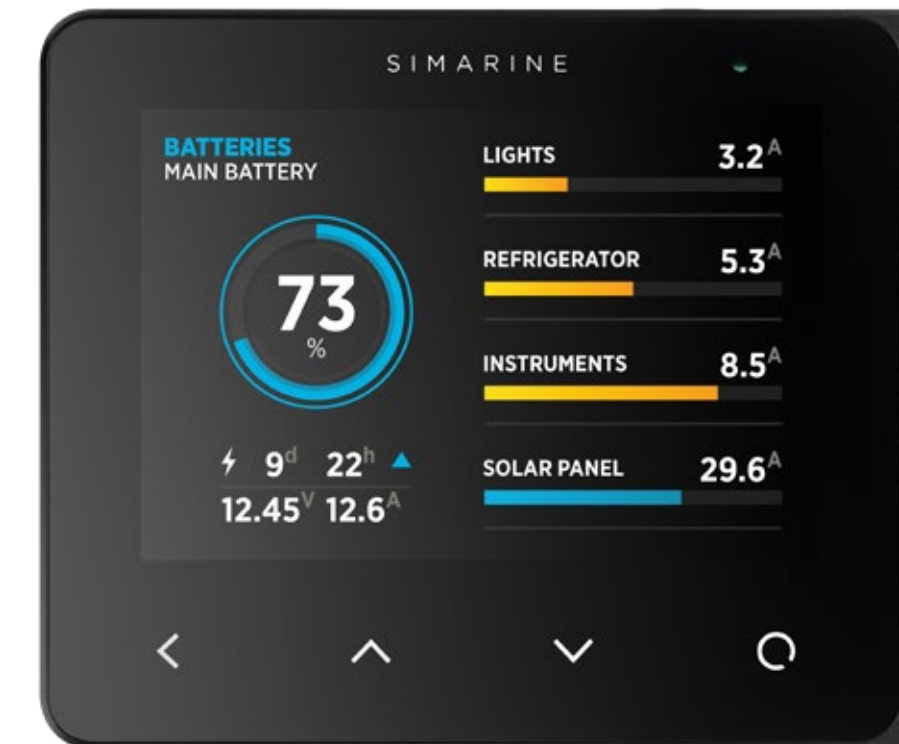 SIMARINE
BATTERIES
MAIN BATTERY
73
%
9d 22h
12.45V 12.6A
LIGHTS 3.2A
REFRIGERATOR 5.3A
INSTRUMENTS 8.5A
SOLAR PANEL 29.6A